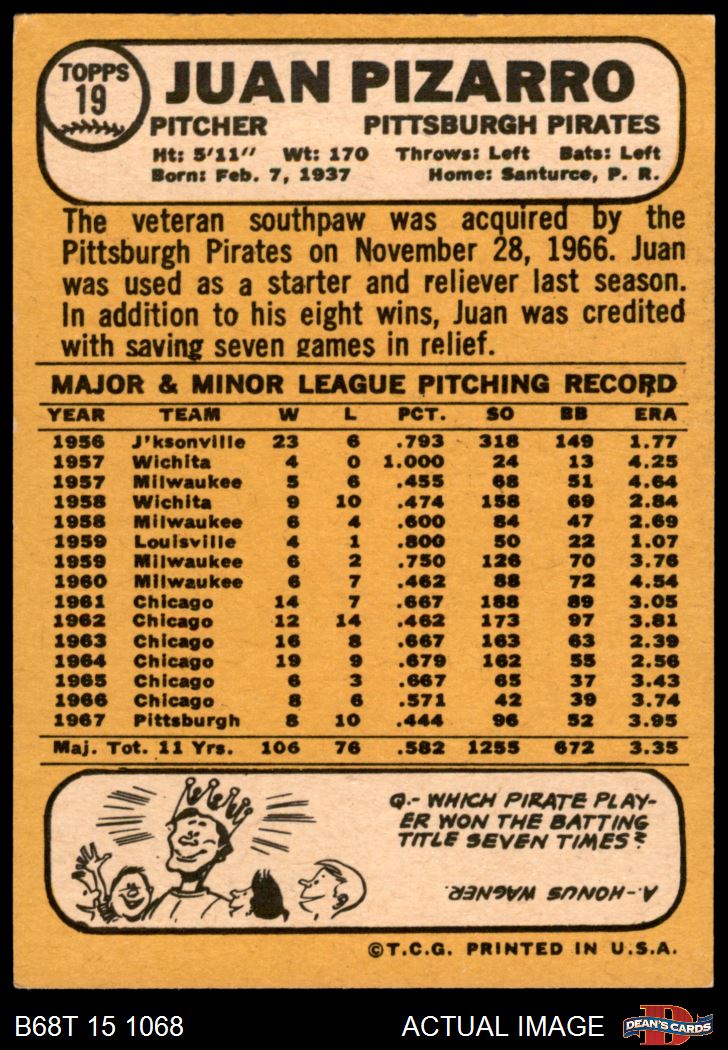 TOPPS
19
JUAN PIZARRO
PITCHER PITTSBURGH PIRATES
Ht: 5'11" Wt: 170 Throws: Left Bats: Left
Born: Feb. 7, 1937 Home: Santurce, P. R.
The veteran southpaw was acquired by the
Pittsburgh Pirates on November 28, 1966. Juan
was used as a starter and reliever last season.
In addition to his eight wins, Juan was credited
with saving seven games in relief.
MAJOR & MINOR LEAGUE PITCHING RECORD
YEAR TEAM W L PCT. SO BB ERA
1956 J'ksonville 23 6 .793 318 149 1.77
1957 Wichita 4 0 1.000 24 13 4.25
1957 Milwaukee 5 6 .455 68 51 4.64
1958 Wichita 9 10 .474 158 69 2.84
1958 Milwaukee 6 4 .600 84 47 2.69
1959 Louisville 4 1 .800 50 22 1.07
1959 Milwaukee 6 2 .750 126 70 3.76
1960 Milwaukee 6 7 .462 88 72 4.54
1961 Chicago 14 7 .667 188 89 3.05
1962 Chicago 12 14 .462 173 97 3.81
1963 Chicago 16 8 .667 163 63 2.39
1964 Chicago 19 9 .679 162 55 2.56
1965 Chicago 6 3 .667 65 37 3.43
1966 Chicago 8 6 .571 42 39 3.74
1967 Pittsburgh 8 10 .444 96 52 3.95
Maj. Tot. 11 Yrs. 106 76 .582 1255 672 3.35
Q.- WHICH PIRATE PLAY-
ER WON THE BATTING
TITLE SEVEN TIMES?
A.-HONUS WAGNER.
©T.C.G. PRINTED IN U.S.A.
B68T 15 1068 ACTUAL IMAGE
D
DEAN'S CARDS